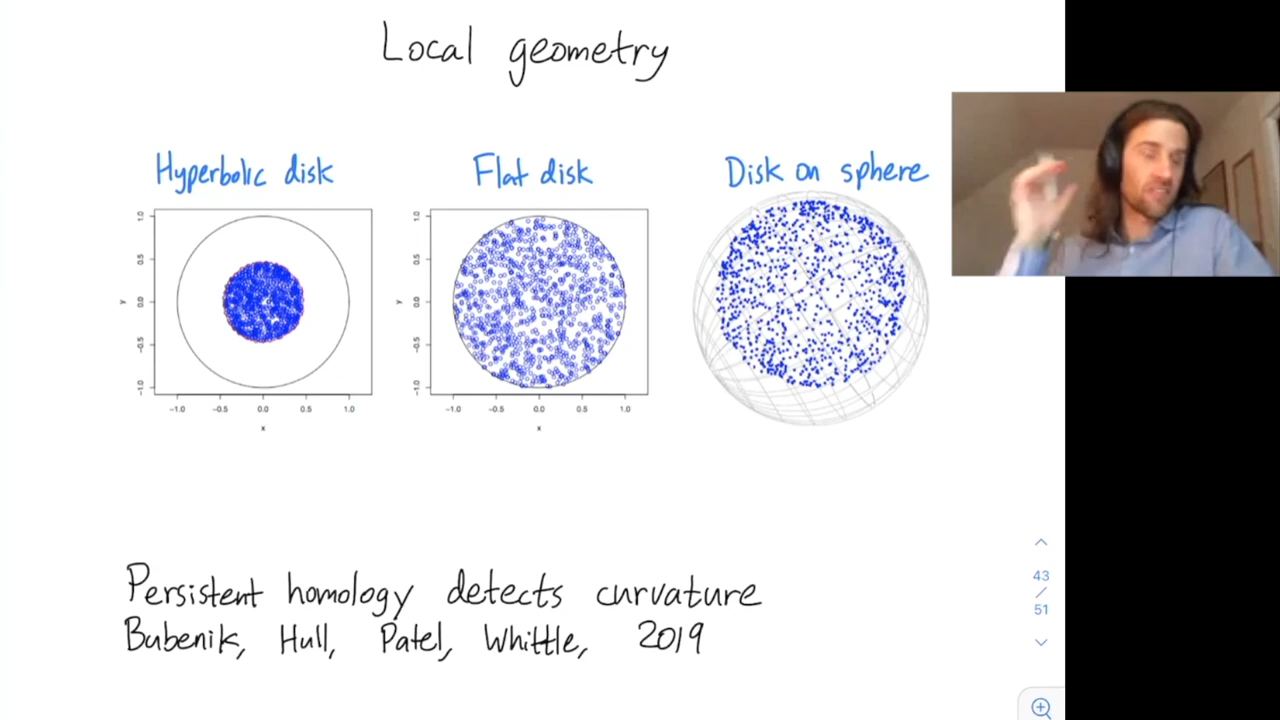 Local geometry
Hyperbolic disk
Flat disk
Disk on sphere
1.0
0.5
0.0
-0.5
-1.0
y
-1.0 -0.5 0.0 0.5 1.0
x
1.0
0.5
0.0
-0.5
-1.0
y
-1.0 -0.5 0.0 0.5 1.0
x
Persistent homology detects curvature
Bubenik, Hull, Patel, Whittle, 2019
43
/
51